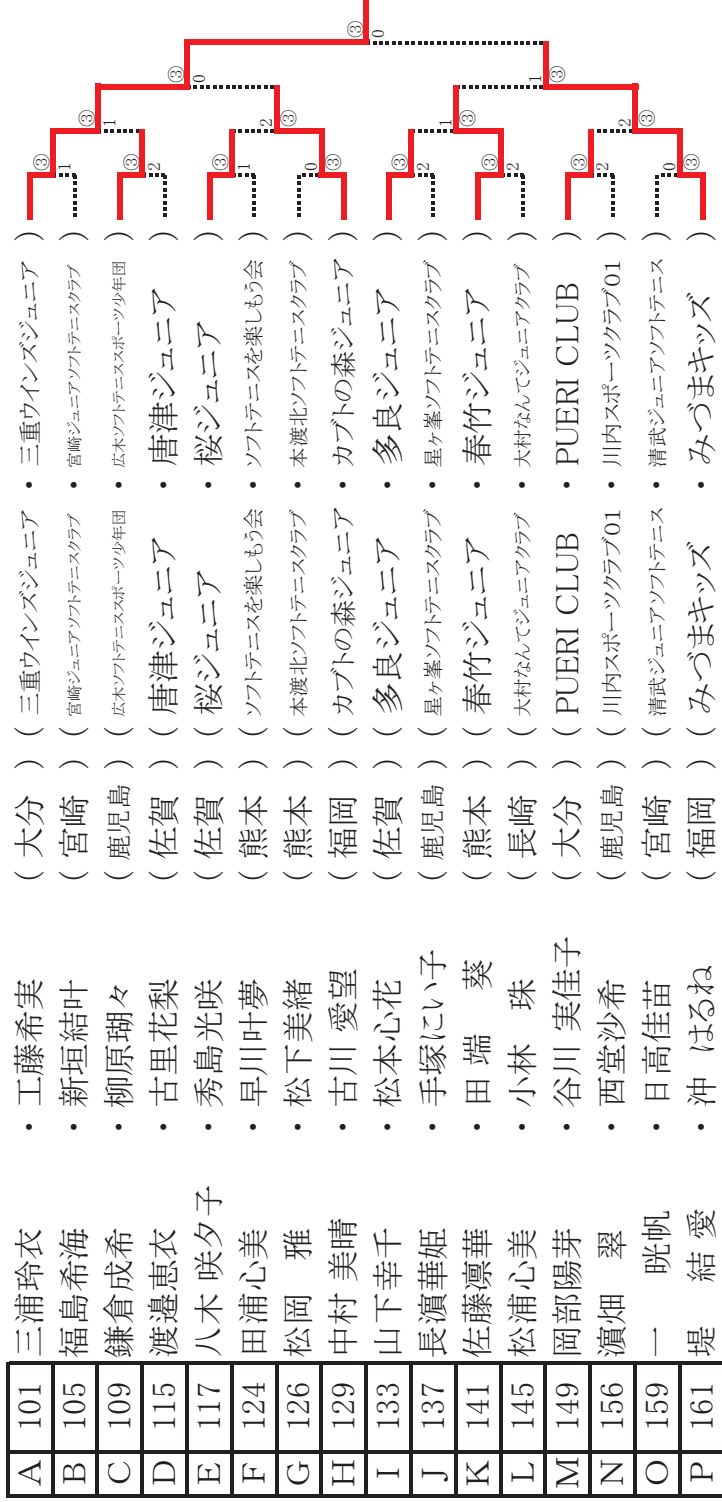 A 101 三浦玲衣 ・ 工藤希実 ( 大分 ) ( 三重ウインズジュニア ・ 三重ウインズジュニア )
B 105 福島希海 ・ 新垣結叶 ( 宮崎 ) ( 宮崎ジュニアソフトテニスクラブ ・ 宮崎ジュニアソフトテニスクラブ )
C 109 鎌倉成希 ・ 柳原瑚々 ( 鹿児島 ) ( 広木ソフトテニススポーツ少年団 ・ 広木ソフトテニススポーツ少年団 )
D 115 渡邉恵衣 ・ 古里花梨 ( 佐賀 ) ( 唐津ジュニア ・ 唐津ジュニア )
E 117 八木 咲夕子 ・ 秀島光咲 ( 佐賀 ) ( 桜ジュニア ・ 桜ジュニア )
F 124 田浦心美 ・ 早川叶夢 ( 熊本 ) ( ソフトテニスを楽しもう会 ・ ソフトテニスを楽しもう会 )
G 126 松岡 雅 ・ 松下美緒 ( 熊本 ) ( 本渡北ソフトテニスクラブ ・ 本渡北ソフトテニスクラブ )
H 129 中村 美晴 ・ 古川 愛望 ( 福岡 ) ( カブトの森ジュニア ・ カブトの森ジュニア )
I 133 山下幸千 ・ 松本心花 ( 佐賀 ) ( 多良ジュニア ・ 多良ジュニア )
J 137 長濵華姫 ・ 手塚にい子 ( 鹿児島 ) ( 星ヶ峯ソフトテニスクラブ ・ 星ヶ峯ソフトテニスクラブ )
K 141 佐藤凛華 ・ 田端 葵 ( 熊本 ) ( 春竹ジュニア ・ 春竹ジュニア )
L 145 松浦心美 ・ 小林 珠 ( 長崎 ) ( 大村なんてジュニアクラブ ・ 大村なんてジュニアクラブ )
M 149 岡部陽芽 ・ 谷川 実佳子 ( 大分 ) ( PUERI CLUB ・ PUERI CLUB )
N 156 濵畑 翠 ・ 西堂沙希 ( 鹿児島 ) ( 川内スポーツクラブ01 ・ 川内スポーツクラブ01 )
O 159 一 晄帆 ・ 日高佳苗 ( 宮崎 ) ( 清武ジュニアソフトテニス ・ 清武ジュニアソフトテニス )
P 161 堤 結愛 ・ 沖 はるね ( 福岡 ) ( みづまキッズ ・ みづまキッズ )
③ 1 ③ 2 ③ 1 0 ③ ③ 2 ③ 2 ③ 2 0 ③
③ 1 2 ③ 1 ③ 2 ③
③ 0 1 ③
③ 0